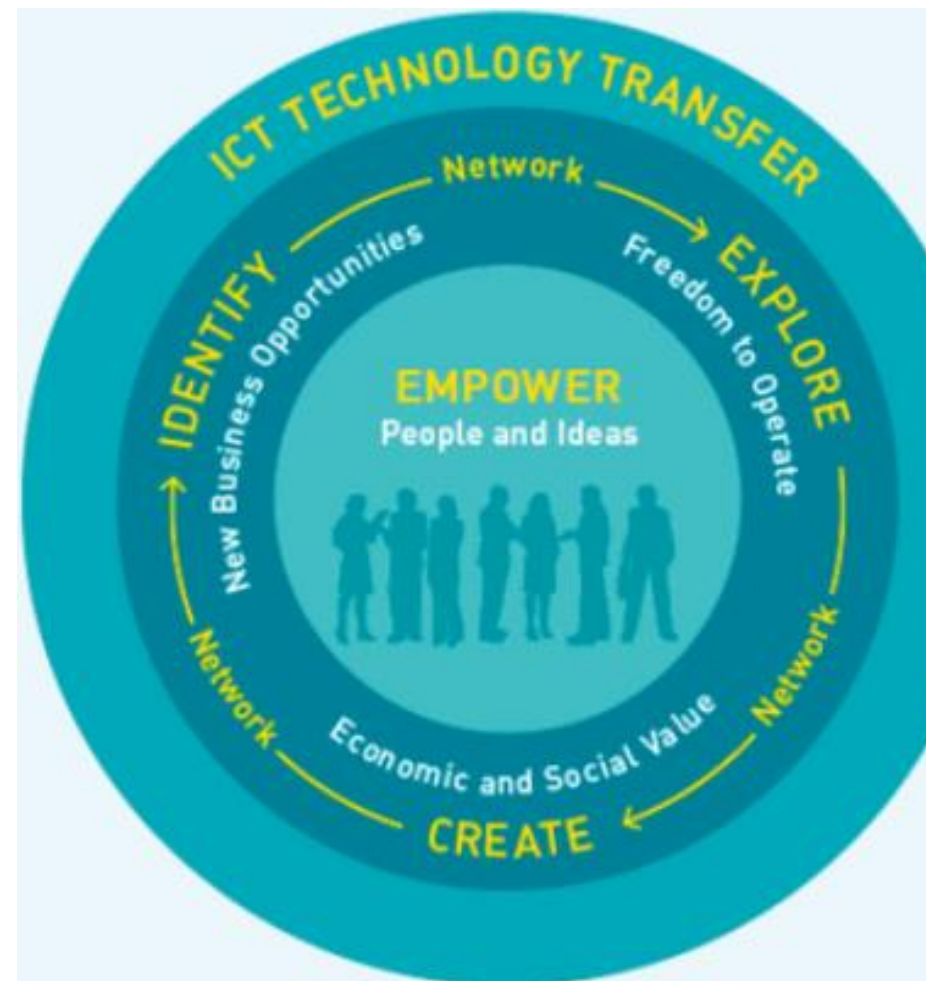 ICT TECHNOLOGY TRANSFER
Network
IDENTIFY
New Business Opportunities
EXPLORE
Freedom to Operate
EMPOWER
People and Ideas
Network
Network
Economic and Social Value
CREATE